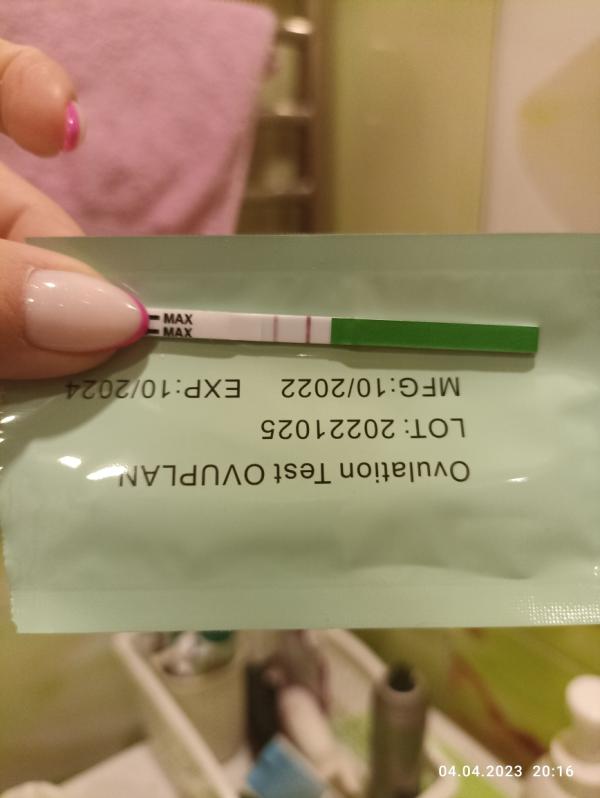 MAX
MAX
Ovulation Test OVUPLAN
LOT: 20221025
MFG:10/2022 EXP:10/2024
04.04.2023 20:16